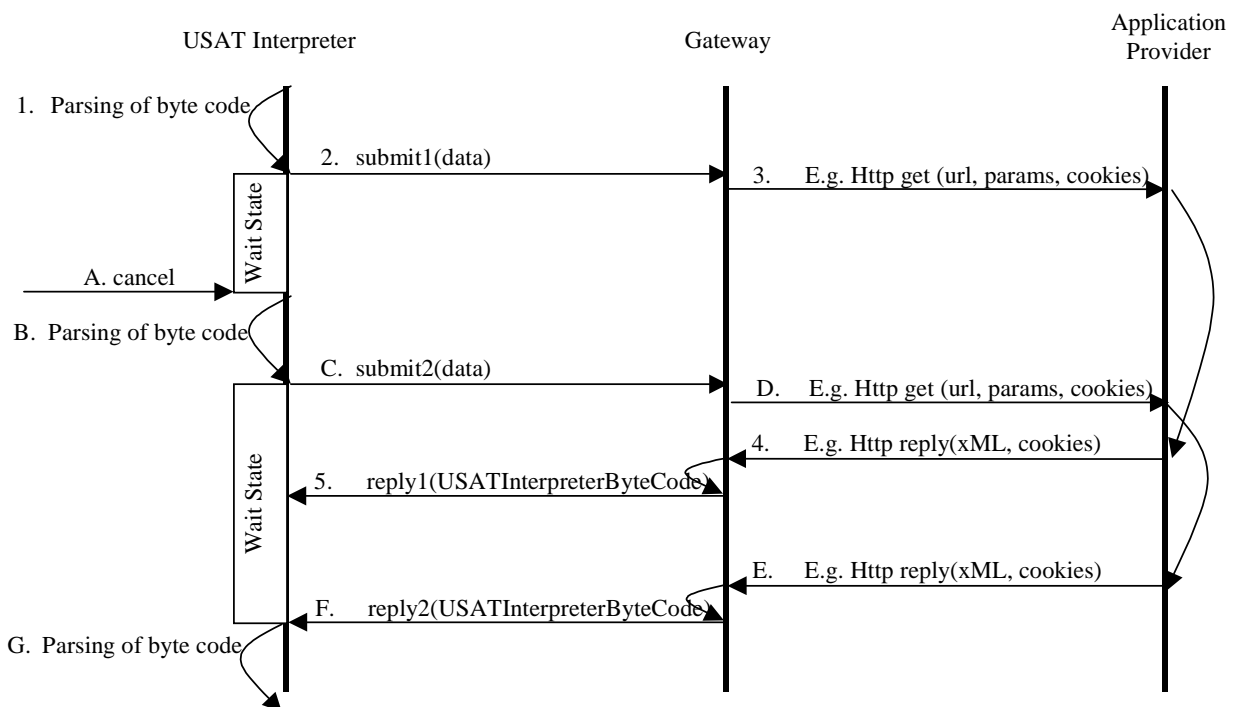 Application
Provider
USAT Interpreter
Gateway
1. Parsing of byte code
2. submit1(data)
3. E.g. Http get (url, params, cookies)
Wait State
A. cancel
B. Parsing of byte code
C. submit2(data)
D. E.g. Http get (url, params, cookies)
4. E.g. Http reply(xML, cookies)
5. reply1(USATInterpreterByteCode)
Wait State
E. E.g. Http reply(xML, cookies)
F. reply2(USATInterpreterByteCode)
G. Parsing of byte code